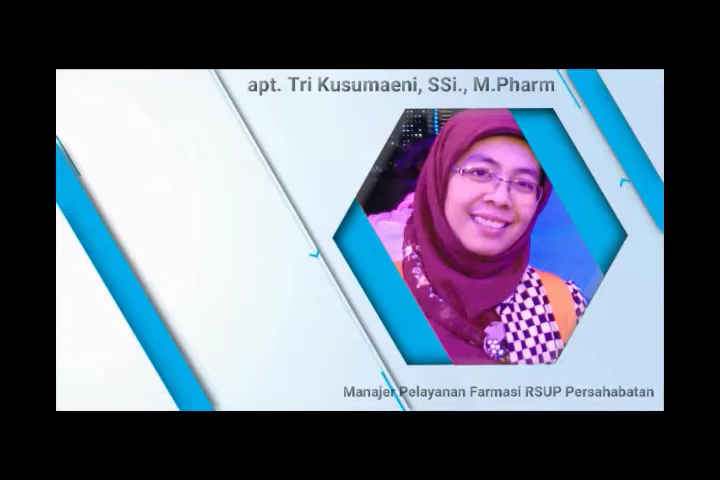 apt. Tri Kusumaeni, SSi., M.Pharm
Manajer Pelayanan Farmasi RSUP Persahabatan